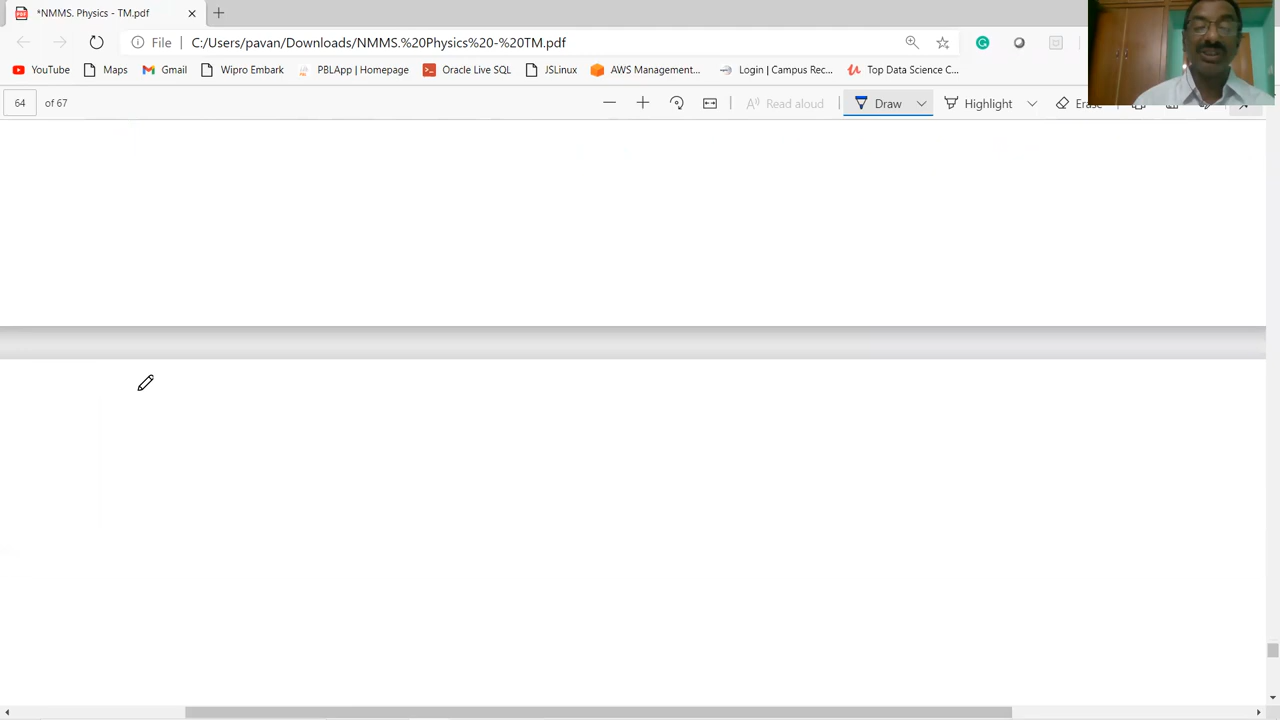 *NMMS. Physics - TM.pdf
File C:/Users/pavan/Downloads/NMMS.%20Physics%20-%20TM.pdf
YouTube Maps Gmail Wipro Embark PBLApp | Homepage Oracle Live SQL JSLinux AWS Management... Login | Campus Rec... Top Data Science C...
64 of 67 Read aloud Draw Highlight Erase